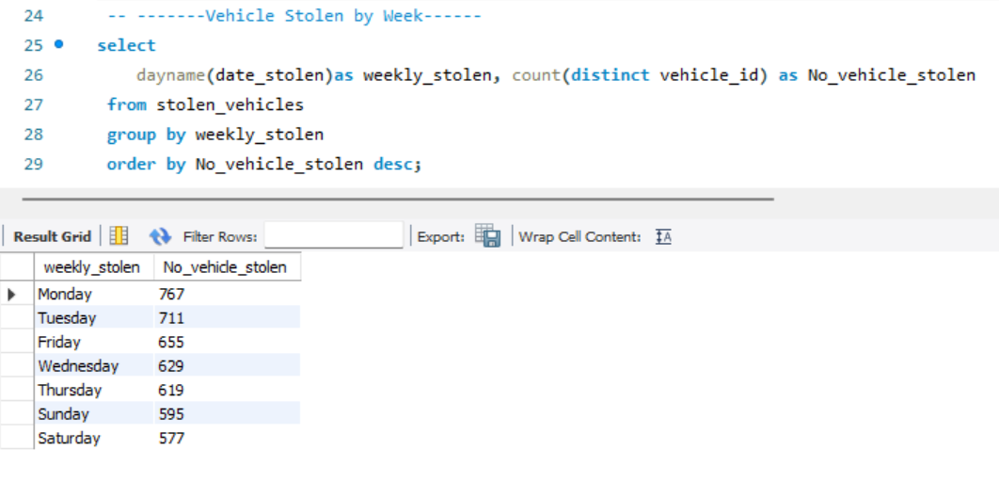 24 -- -------Vehicle Stolen by Week------
25 select
26 dayname(date_stolen)as weekly_stolen, count(distinct vehicle_id) as No_vehicle_stolen
27 from stolen_vehicles
28 group by weekly_stolen
29 order by No_vehicle_stolen desc;
Result Grid Filter Rows: Export: Wrap Cell Content: IA
weekly_stolen No_vehicle_stolen
Monday 767
Tuesday 711
Friday 655
Wednesday 629
Thursday 619
Sunday 595
Saturday 577